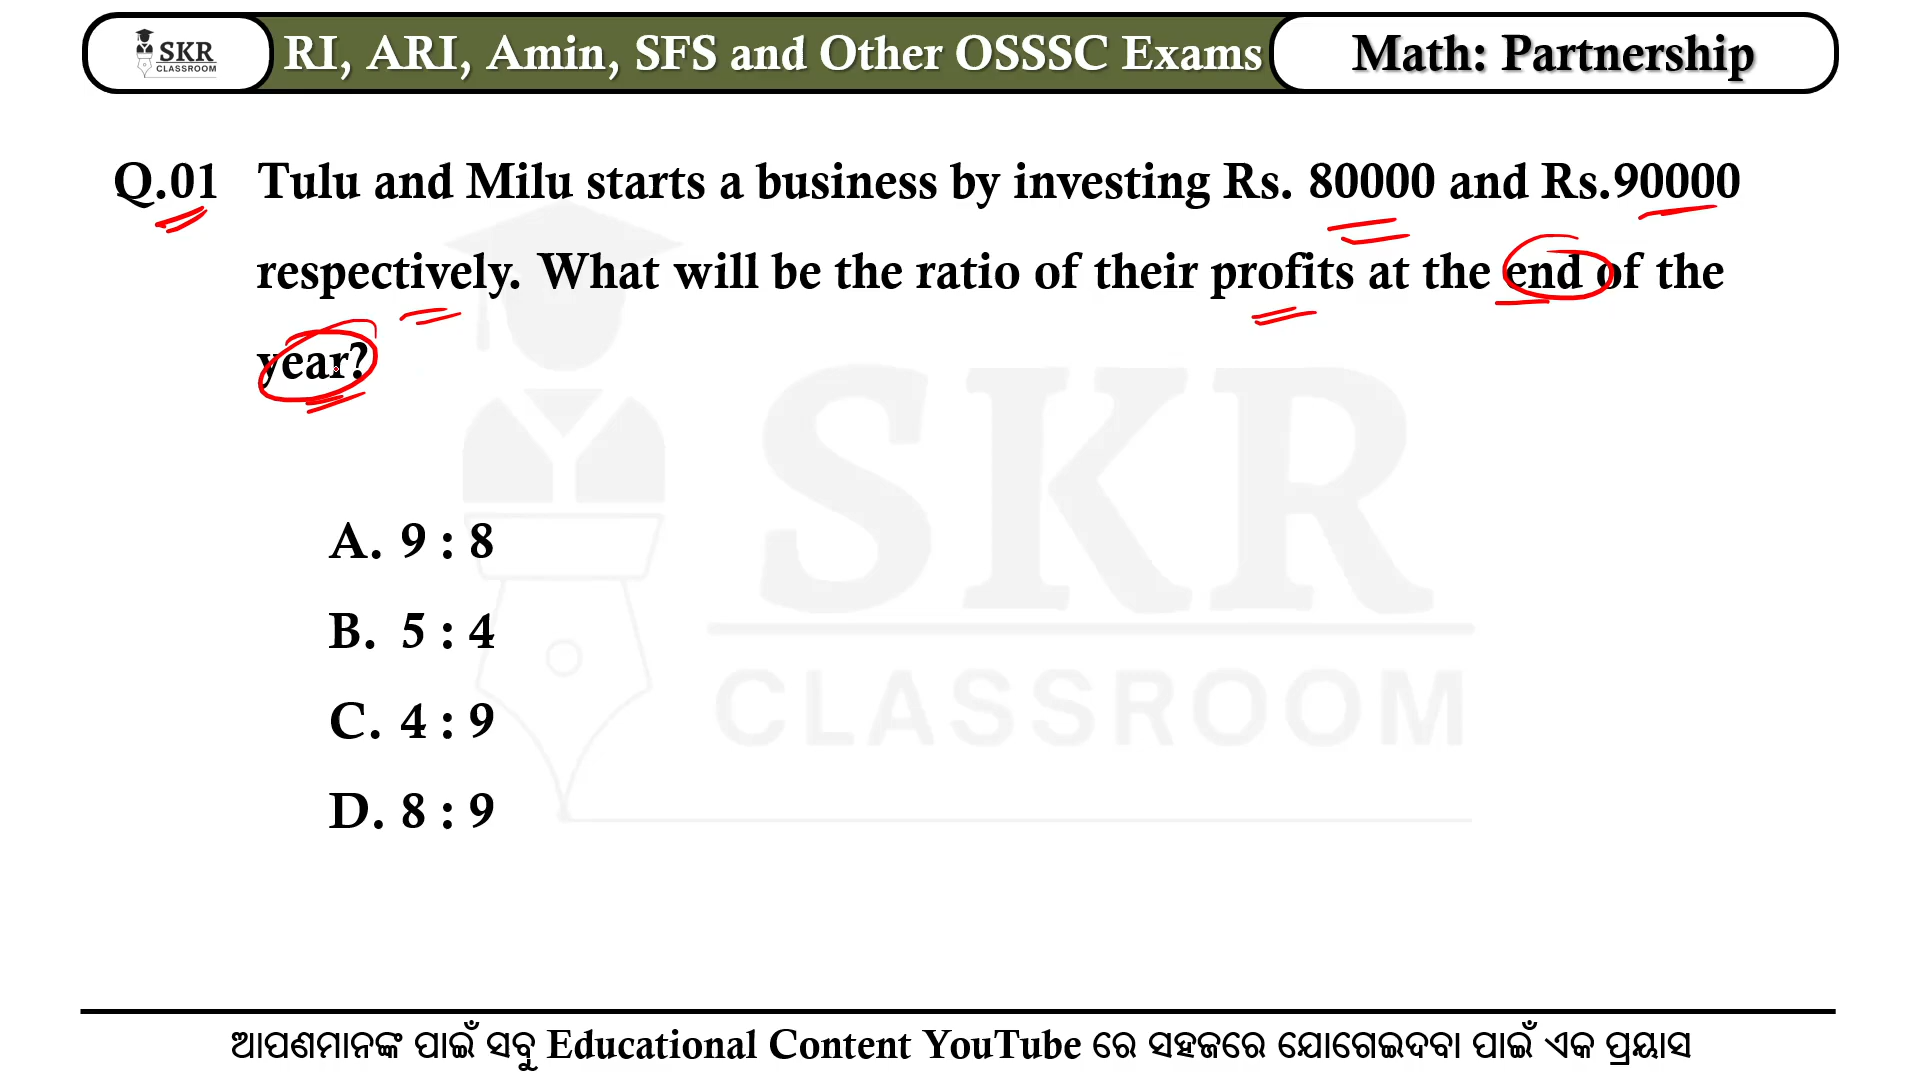 SKR
CLASSROOM
RI, ARI, Amin, SFS and Other OSSSC Exams
Math: Partnership
Q.01 Tulu and Milu starts a business by investing Rs. 80000 and Rs.90000
respectively. What will be the ratio of their profits at the end of the
year?
SKR
CLASSROOM
A. 9 : 8
B. 5 : 4
C. 4 : 9
D. 8 : 9
ଆପଣମାନଙ୍କ ପାଇଁ ସବୁ Educational Content YouTube ରେ ସହଜରେ ଯୋଗେଇଦବା ପାଇଁ ଏକ ପ୍ରୟାସ